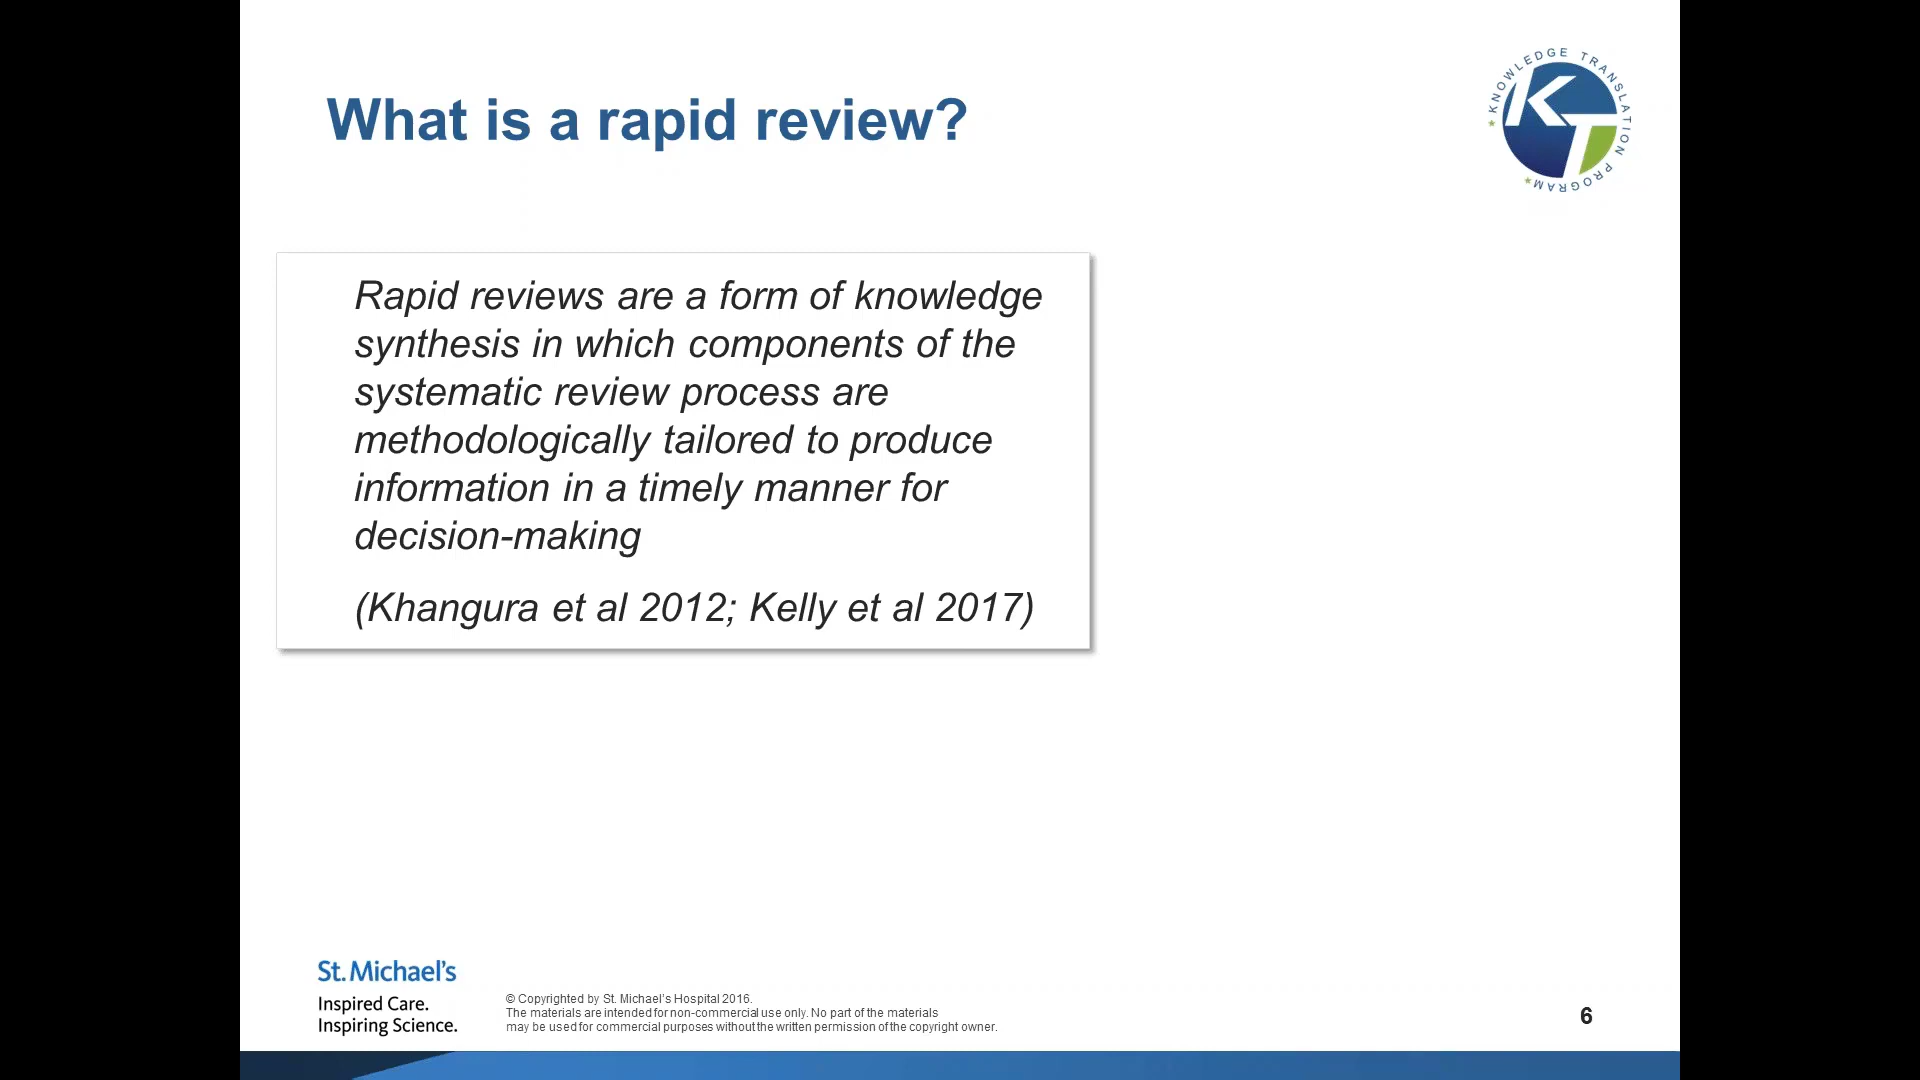 What is a rapid review?
KNOWLEDGE TRANSLATION PROGRAM
KT
Rapid reviews are a form of knowledge
synthesis in which components of the
systematic review process are
methodologically tailored to produce
information in a timely manner for
decision-making
(Khangura et al 2012; Kelly et al 2017)
St. Michael's
Inspired Care.
Inspiring Science.
© Copyrighted by St. Michael's Hospital 2016.
The materials are intended for non-commercial use only. No part of the materials
may be used for commercial purposes without the written permission of the copyright owner.
6